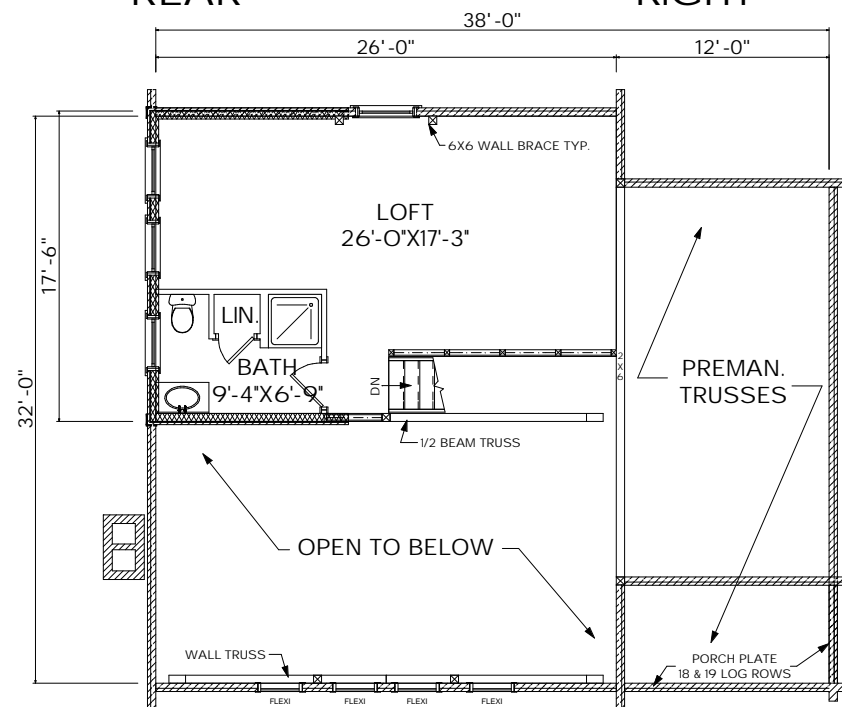 REAR RIGHT
38'-0"
26'-0" 12'-0"
6X6 WALL BRACE TYP.
LOFT
26'-0"X17'-3"
17'-6"
32'-0"
LIN.
BATH
9'-4"X6'-9"
DN
2X6
PREMAN.
TRUSSES
1/2 BEAM TRUSS
OPEN TO BELOW
WALL TRUSS
PORCH PLATE
18 & 19 LOG ROWS
FLEXI FLEXI FLEXI FLEXI